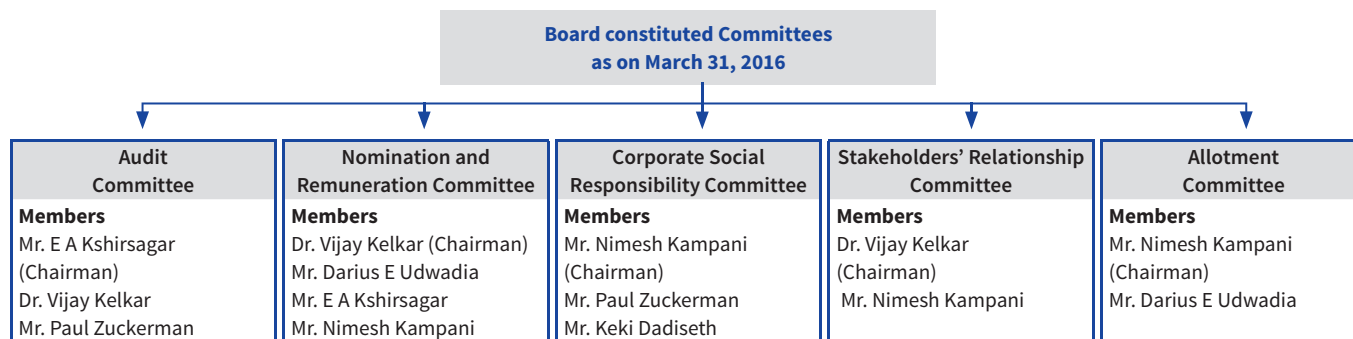 Board constituted Committees
as on March 31, 2016
Audit
Committee
Members
Mr. E A Kshirsagar
(Chairman)
Dr. Vijay Kelkar
Mr. Paul Zuckerman
Nomination and
Remuneration Committee
Members
Dr. Vijay Kelkar (Chairman)
Mr. Darius E Udwadia
Mr. E A Kshirsagar
Mr. Nimesh Kampani
Corporate Social
Responsibility Committee
Members
Mr. Nimesh Kampani
(Chairman)
Mr. Paul Zuckerman
Mr. Keki Dadiseth
Stakeholders’ Relationship
Committee
Members
Dr. Vijay Kelkar
(Chairman)
Mr. Nimesh Kampani
Allotment
Committee
Members
Mr. Nimesh Kampani
(Chairman)
Mr. Darius E Udwadia